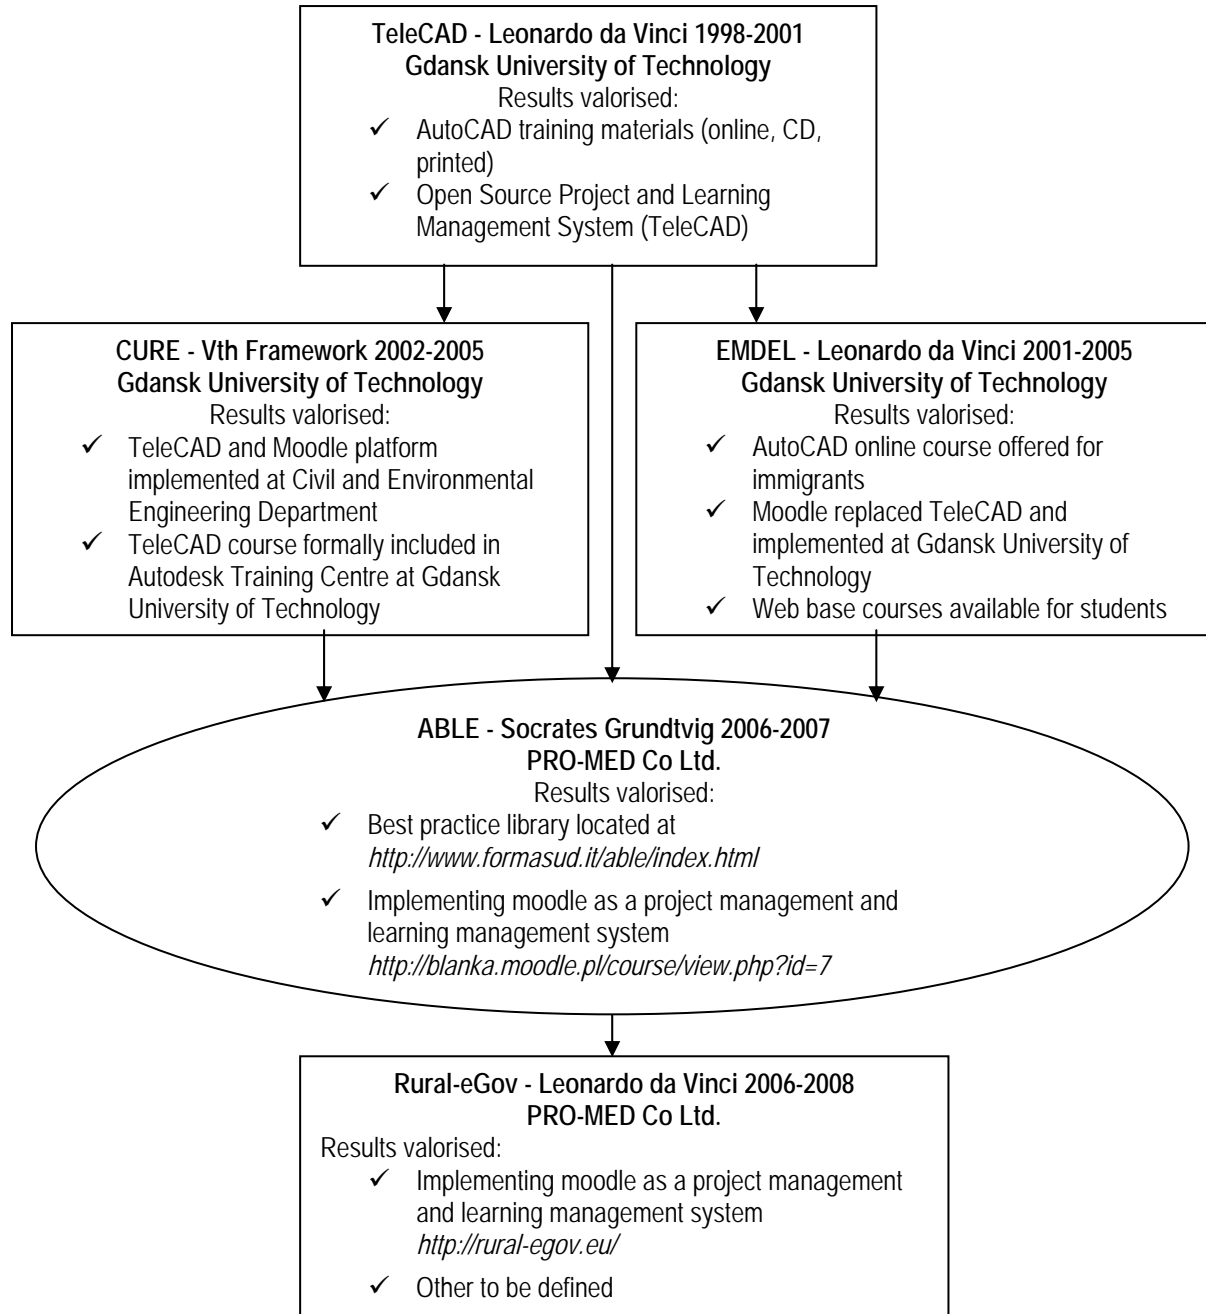 TeleCAD - Leonardo da Vinci 1998-2001
Gdansk University of Technology
Results valorised:
✓ AutoCAD training materials (online, CD,
printed)
✓ Open Source Project and Learning
Management System (TeleCAD)
CURE - Vth Framework 2002-2005
Gdansk University of Technology
Results valorised:
✓ TeleCAD and Moodle platform
implemented at Civil and Environmental
Engineering Department
✓ TeleCAD course formally included in
Autodesk Training Centre at Gdansk
University of Technology
EMDEL - Leonardo da Vinci 2001-2005
Gdansk University of Technology
Results valorised:
✓ AutoCAD online course offered for
immigrants
✓ Moodle replaced TeleCAD and
implemented at Gdansk University of
Technology
✓ Web base courses available for students
ABLE - Socrates Grundtvig 2006-2007
PRO-MED Co Ltd.
Results valorised:
✓ Best practice library located at
http://www.formasud.it/able/index.html
✓ Implementing moodle as a project management and
learning management system
http://blanka.moodle.pl/course/view.php?id=7
Rural-eGov - Leonardo da Vinci 2006-2008
PRO-MED Co Ltd.
Results valorised:
✓ Implementing moodle as a project management
and learning management system
http://rural-egov.eu/
✓ Other to be defined